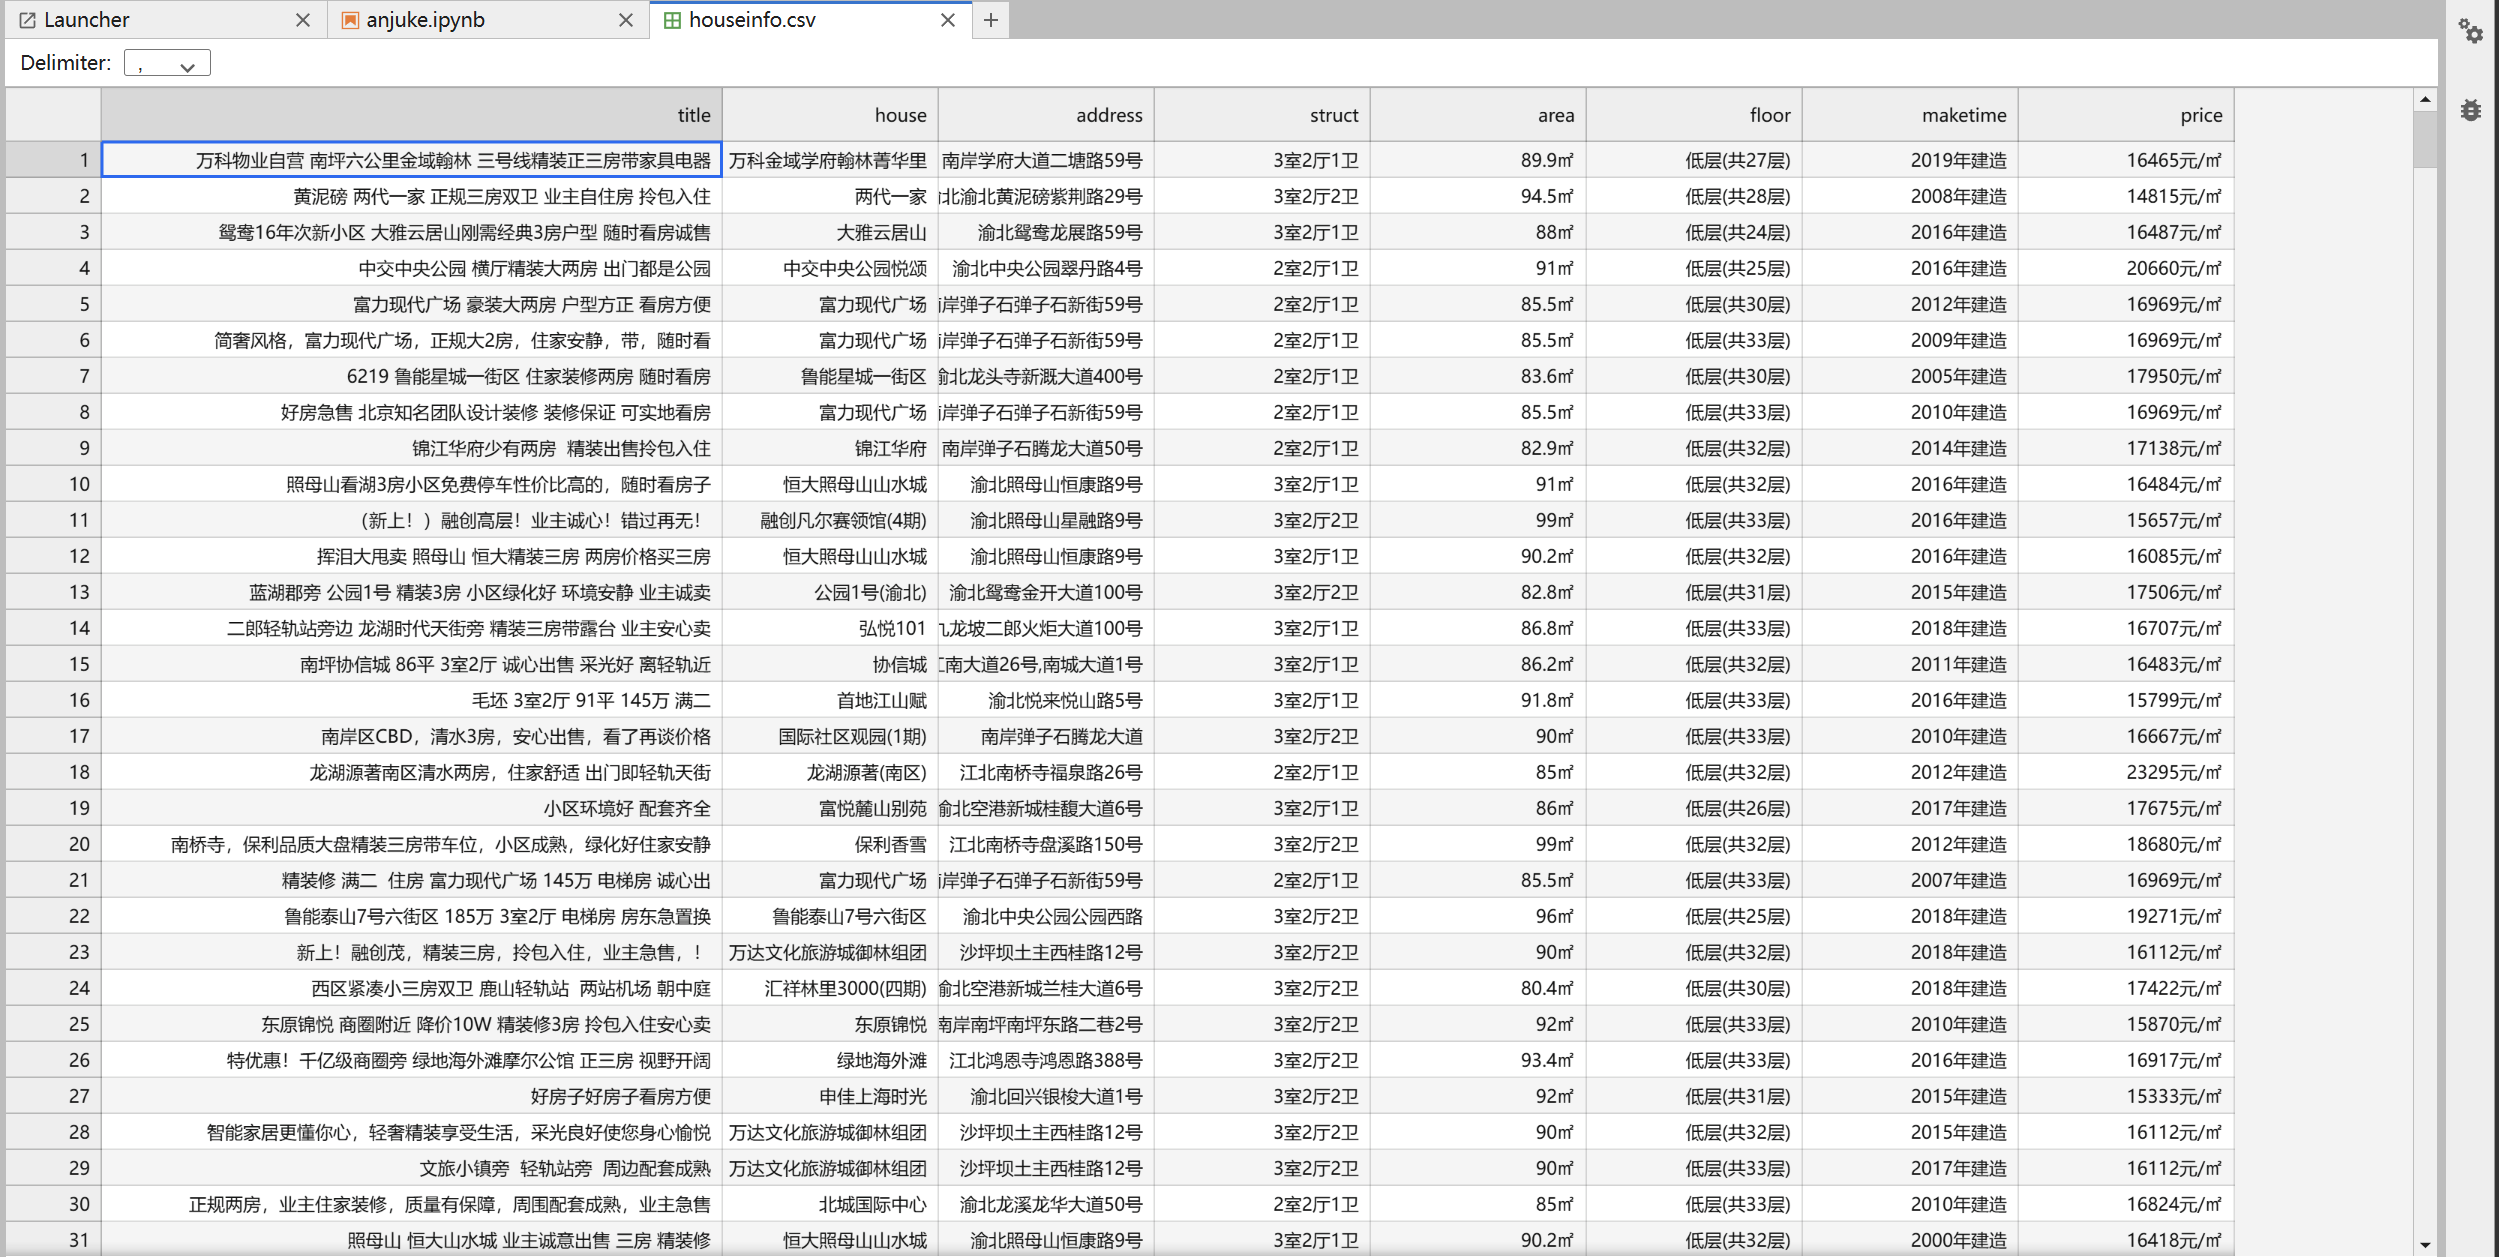 Launcher anjuke.ipynb houseinfo.csv
Delimiter: ,
title house address struct area floor maketime price
1 万科物业自营 南坪六公里金域翰林 三号线精装正三房带家具电器 万科金域学府翰林菁华里 南岸学府大道二塘路59号 3室2厅1卫 89.9㎡ 低层(共27层) 2019年建造 16465元/㎡
2 黄泥磅 两代一家 正规三房双卫 业主自住房 拎包入住 两代一家 北渝北黄泥磅紫荆路29号 3室2厅2卫 94.5㎡ 低层(共28层) 2008年建造 14815元/㎡
3 鸳鸯16年次新小区 大雅云居山刚需经典3房户型 随时看房诚售 大雅云居山 渝北鸳鸯龙展路59号 3室2厅1卫 88㎡ 低层(共24层) 2016年建造 16487元/㎡
4 中交中央公园 横厅精装大两房 出门都是公园 中交中央公园悦颂 渝北中央公园翠丹路4号 2室2厅1卫 91㎡ 低层(共25层) 2016年建造 20660元/㎡
5 富力现代广场 豪装大两房 户型方正 看房方便 富力现代广场 岸弹子石弹子石新街59号 2室2厅1卫 85.5㎡ 低层(共30层) 2012年建造 16969元/㎡
6 简奢风格，富力现代广场，正规大2房，住家安静，带，随时看 富力现代广场 岸弹子石弹子石新街59号 2室2厅1卫 85.5㎡ 低层(共33层) 2009年建造 16969元/㎡
7 6219 鲁能星城一街区 住家装修两房 随时看房 鲁能星城一街区 渝北龙头寺新溉大道400号 2室2厅1卫 83.6㎡ 低层(共30层) 2005年建造 17950元/㎡
8 好房急售 北京知名团队设计装修 装修保证 可实地看房 富力现代广场 岸弹子石弹子石新街59号 2室2厅1卫 85.5㎡ 低层(共33层) 2010年建造 16969元/㎡
9 锦江华府少有两房 精装出售拎包入住 锦江华府 南岸弹子石腾龙大道50号 2室2厅1卫 82.9㎡ 低层(共32层) 2014年建造 17138元/㎡
10 照母山看湖3房小区免费停车性价比高的，随时看房子 恒大照母山山水城 渝北照母山恒康路9号 3室2厅1卫 91㎡ 低层(共32层) 2016年建造 16484元/㎡
11 （新上！）融创高层！业主诚心！错过再无！ 融创凡尔赛领馆(4期) 渝北照母山星融路9号 3室2厅2卫 99㎡ 低层(共33层) 2016年建造 15657元/㎡
12 挥泪大甩卖 照母山 恒大精装三房 两房价格买三房 恒大照母山山水城 渝北照母山恒康路9号 3室2厅1卫 90.2㎡ 低层(共32层) 2016年建造 16085元/㎡
13 蓝湖郡旁 公园1号 精装3房 小区绿化好 环境安静 业主诚卖 公园1号(渝北) 渝北鸳鸯金开大道100号 3室2厅2卫 82.8㎡ 低层(共31层) 2015年建造 17506元/㎡
14 二郎轻轨站旁边 龙湖时代天街旁 精装三房带露台 业主安心卖 弘悦101 九龙坡二郎火炬大道100号 3室2厅1卫 86.8㎡ 低层(共33层) 2018年建造 16707元/㎡
15 南坪协信城 86平 3室2厅 诚心出售 采光好 离轻轨近 协信城 江南大道26号,南城大道1号 3室2厅1卫 86.2㎡ 低层(共32层) 2011年建造 16483元/㎡
16 毛坯 3室2厅 91平 145万 满二 首地江山赋 渝北悦来悦山路5号 3室2厅1卫 91.8㎡ 低层(共33层) 2016年建造 15799元/㎡
17 南岸区CBD，清水3房，安心出售，看了再谈价格 国际社区观园(1期) 南岸弹子石腾龙大道 3室2厅2卫 90㎡ 低层(共33层) 2010年建造 16667元/㎡
18 龙湖源著南区清水两房，住家舒适 出门即轻轨天街 龙湖源著(南区) 江北南桥寺福泉路26号 2室2厅1卫 85㎡ 低层(共32层) 2012年建造 23295元/㎡
19 小区环境好 配套齐全 富悦麓山别苑 渝北空港新城桂馥大道6号 3室2厅1卫 86㎡ 低层(共26层) 2017年建造 17675元/㎡
20 南桥寺，保利品质大盘精装三房带车位，小区成熟，绿化好住家安静 保利香雪 江北南桥寺盘溪路150号 3室2厅2卫 99㎡ 低层(共32层) 2012年建造 18680元/㎡
21 精装修 满二 住房 富力现代广场 145万 电梯房 诚心出 富力现代广场 岸弹子石弹子石新街59号 2室2厅1卫 85.5㎡ 低层(共33层) 2007年建造 16969元/㎡
22 鲁能泰山7号六街区 185万 3室2厅 电梯房 房东急置换 鲁能泰山7号六街区 渝北中央公园公园西路 3室2厅2卫 96㎡ 低层(共25层) 2018年建造 19271元/㎡
23 新上！融创茂，精装三房，拎包入住，业主急售，！ 万达文化旅游城御林组团 沙坪坝土主西桂路12号 3室2厅2卫 90㎡ 低层(共32层) 2018年建造 16112元/㎡
24 西区紧凑小三房双卫 鹿山轻轨站 两站机场 朝中庭 汇祥林里3000(四期) 渝北空港新城兰桂大道6号 3室2厅2卫 80.4㎡ 低层(共30层) 2018年建造 17422元/㎡
25 东原锦悦 商圈附近 降价10W 精装修3房 拎包入住安心卖 东原锦悦 南岸南坪南坪东路二巷2号 3室2厅2卫 92㎡ 低层(共33层) 2010年建造 15870元/㎡
26 特优惠！千亿级商圈旁 绿地海外滩摩尔公馆 正三房 视野开阔 绿地海外滩 江北鸿恩寺鸿恩路388号 3室2厅2卫 93.4㎡ 低层(共33层) 2016年建造 16917元/㎡
27 好房子好房子看房方便 申佳上海时光 渝北回兴银梭大道1号 3室2厅2卫 92㎡ 低层(共31层) 2015年建造 15333元/㎡
28 智能家居更懂你心，轻奢精装享受生活，采光良好使您身心愉悦 万达文化旅游城御林组团 沙坪坝土主西桂路12号 3室2厅2卫 90㎡ 低层(共32层) 2015年建造 16112元/㎡
29 文旅小镇旁 轻轨站旁 周边配套成熟 万达文化旅游城御林组团 沙坪坝土主西桂路12号 3室2厅2卫 90㎡ 低层(共33层) 2017年建造 16112元/㎡
30 正规两房，业主住家装修，质量有保障，周围配套成熟，业主急售 北城国际中心 渝北龙溪龙华大道50号 2室2厅1卫 85㎡ 低层(共33层) 2010年建造 16824元/㎡
31 照母山 恒大山水城 业主诚意出售 三房 精装修 恒大照母山山水城 渝北照母山恒康路9号 3室2厅1卫 90.2㎡ 低层(共32层) 2000年建造 16418元/㎡